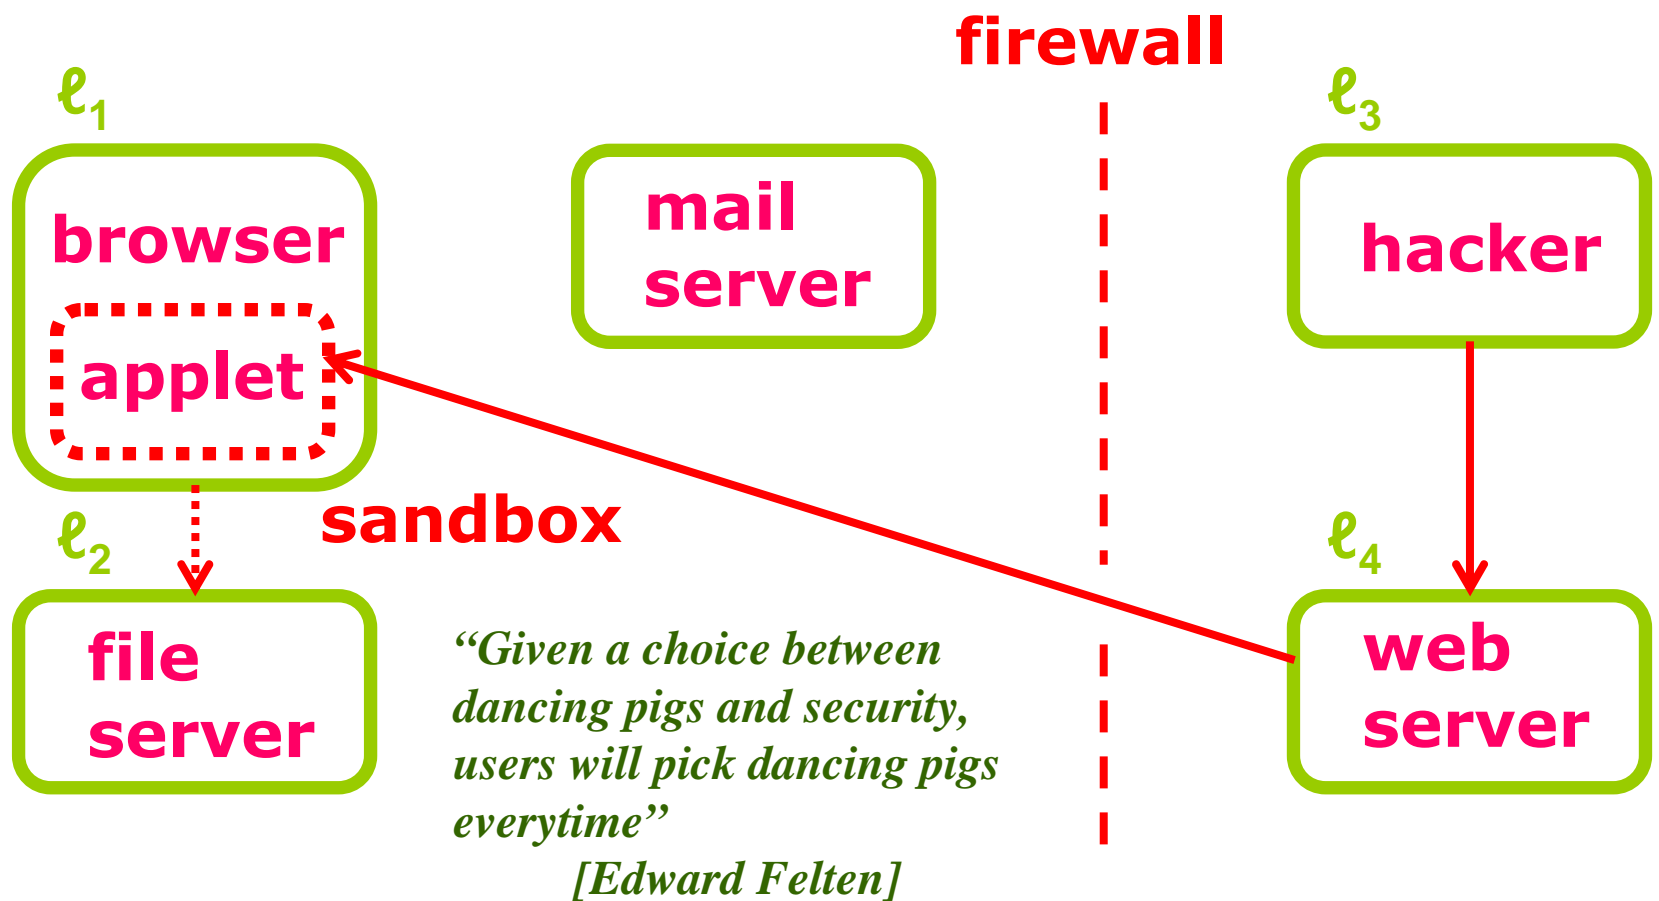 firewall
ℓ1
ℓ3
browser
applet
mail
server
hacker
sandbox
ℓ2
ℓ4
file
server
“Given a choice between
dancing pigs and security,
users will pick dancing pigs
everytime”
[Edward Felten]
web
server